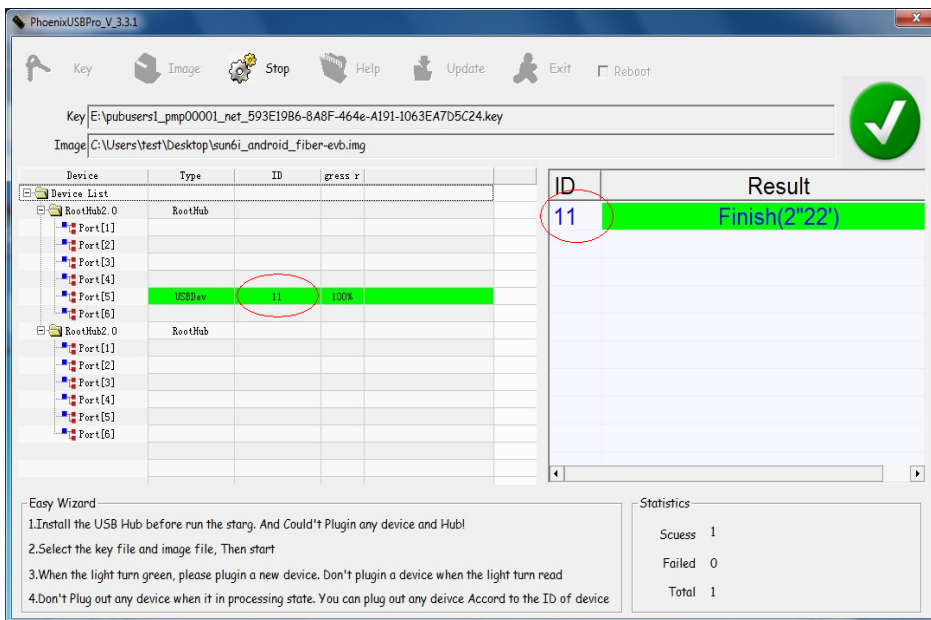 PhoenixUSBPro_V_3.3.1
Key Image Stop Help Update Exit Reboot
Key E:\pubusers1_pmp00001_net_593E19B6-8A8F-464e-A191-1063EA7D5C24.key
Image C:\Users\test\Desktop\sun6i_android_fiber-evb.img
Device Type ID gress r
Device List
RootHub2.0 RootHub
Port[1]
Port[2]
Port[3]
Port[4]
Port[5] USBDev 11 100%
Port[6]
RootHub2.0 RootHub
Port[1]
Port[2]
Port[3]
Port[4]
Port[5]
Port[6]
ID Result
11 Finish(2"22')
Easy Wizard
1.Install the USB Hub before run the starg. And Could't Plugin any device and Hub!
2.Select the key file and image file, Then start
3.When the light turn green, please plugin a new device. Don't plugin a device when the light turn read
4.Don't Plug out any device when it in processing state. You can plug out any deivce Accord to the ID of device
Statistics
Scuess 1
Failed 0
Total 1